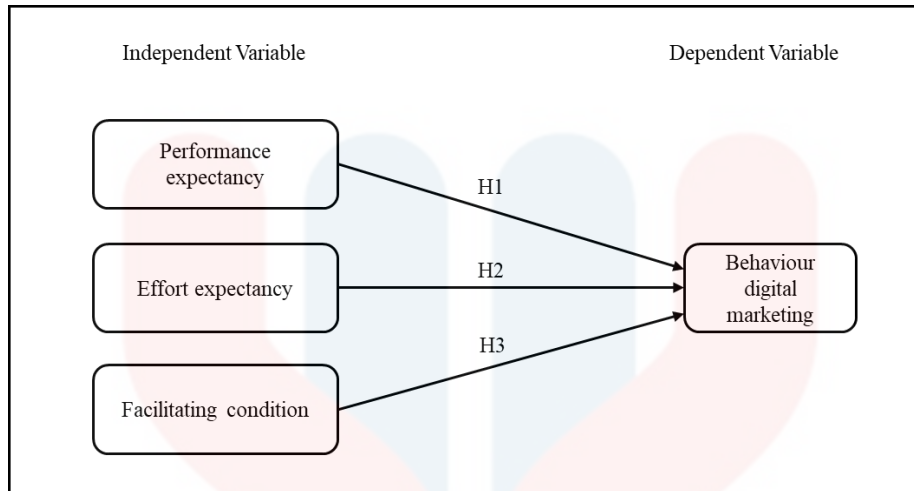 Independent Variable
Dependent Variable
Performance
expectancy
H1
Effort expectancy
H2
Behaviour
digital
marketing
H3
Facilitating condition